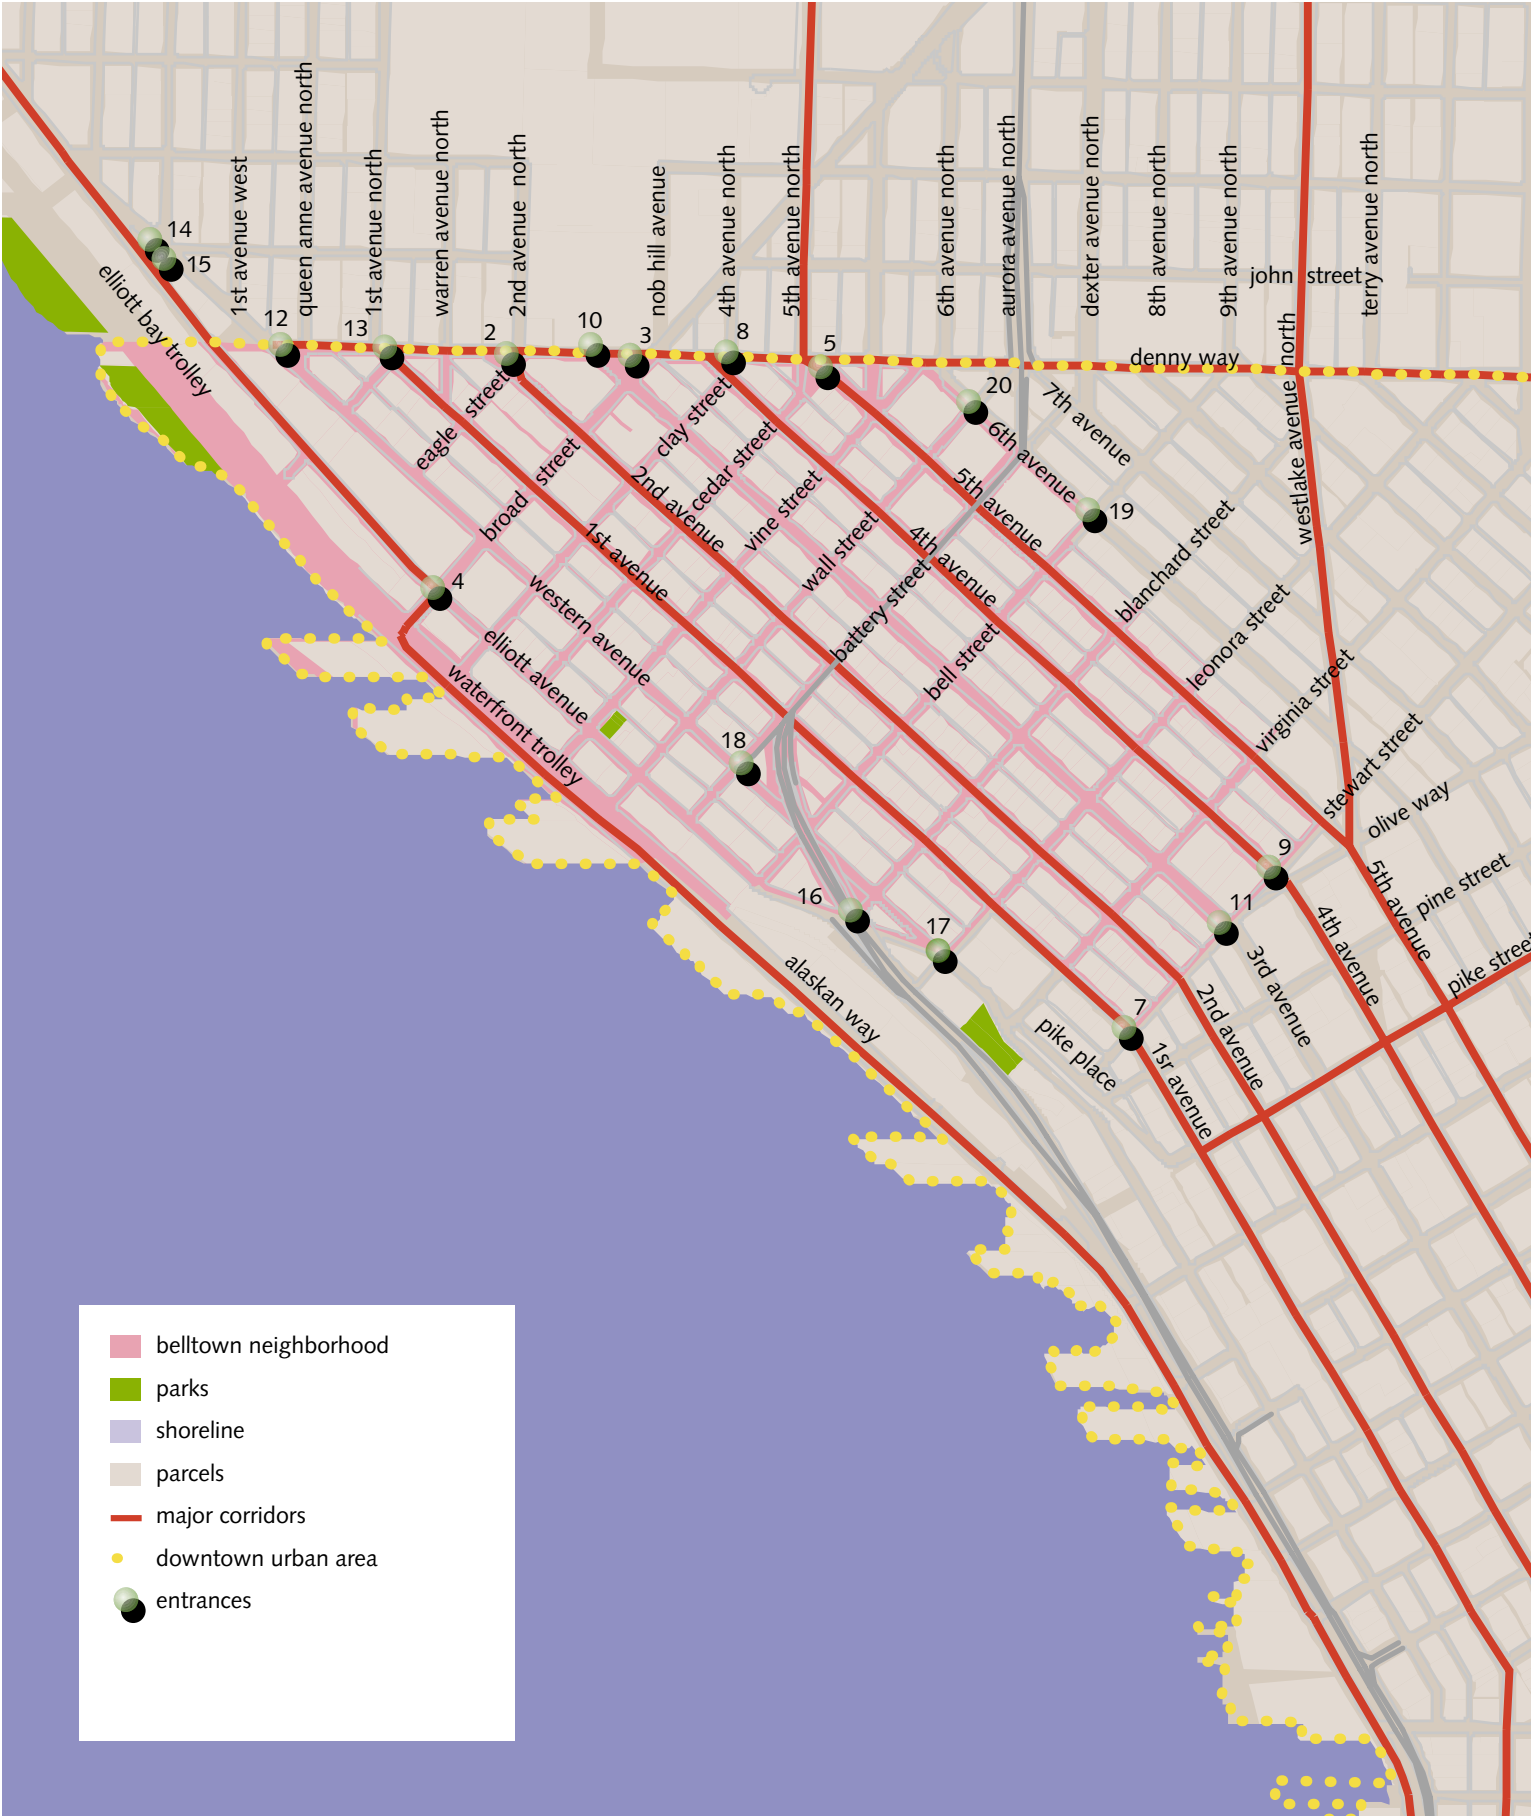 1st avenue west
queen anne avenue north
1st avenue north
warren avenue north
2nd avenue north
nob hill avenue
4th avenue north
5th avenue north
6th avenue north
aurora avenue north
dexter avenue north
8th avenue north
9th avenue north
terry avenue north
john street
westlake avenue north
denny way
14
15
12
13
2
10
3
8
5
20
19
4
18
16
17
9
11
7
elliott bay trolley
eagle street
broad street
clay street
cedar street
vine street
wall street
battery street
bell street
blanchard street
leonora street
virginia street
stewart street
olive way
pine street
pike street
7th avenue
6th avenue
5th avenue
4th avenue
2nd avenue
1st avenue
western avenue
elliott avenue
waterfront trolley
alaskan way
pike place
1sr avenue
2nd avenue
3rd avenue
4th avenue
5th avenue
belltown neighborhood
parks
shoreline
parcels
major corridors
downtown urban area
entrances